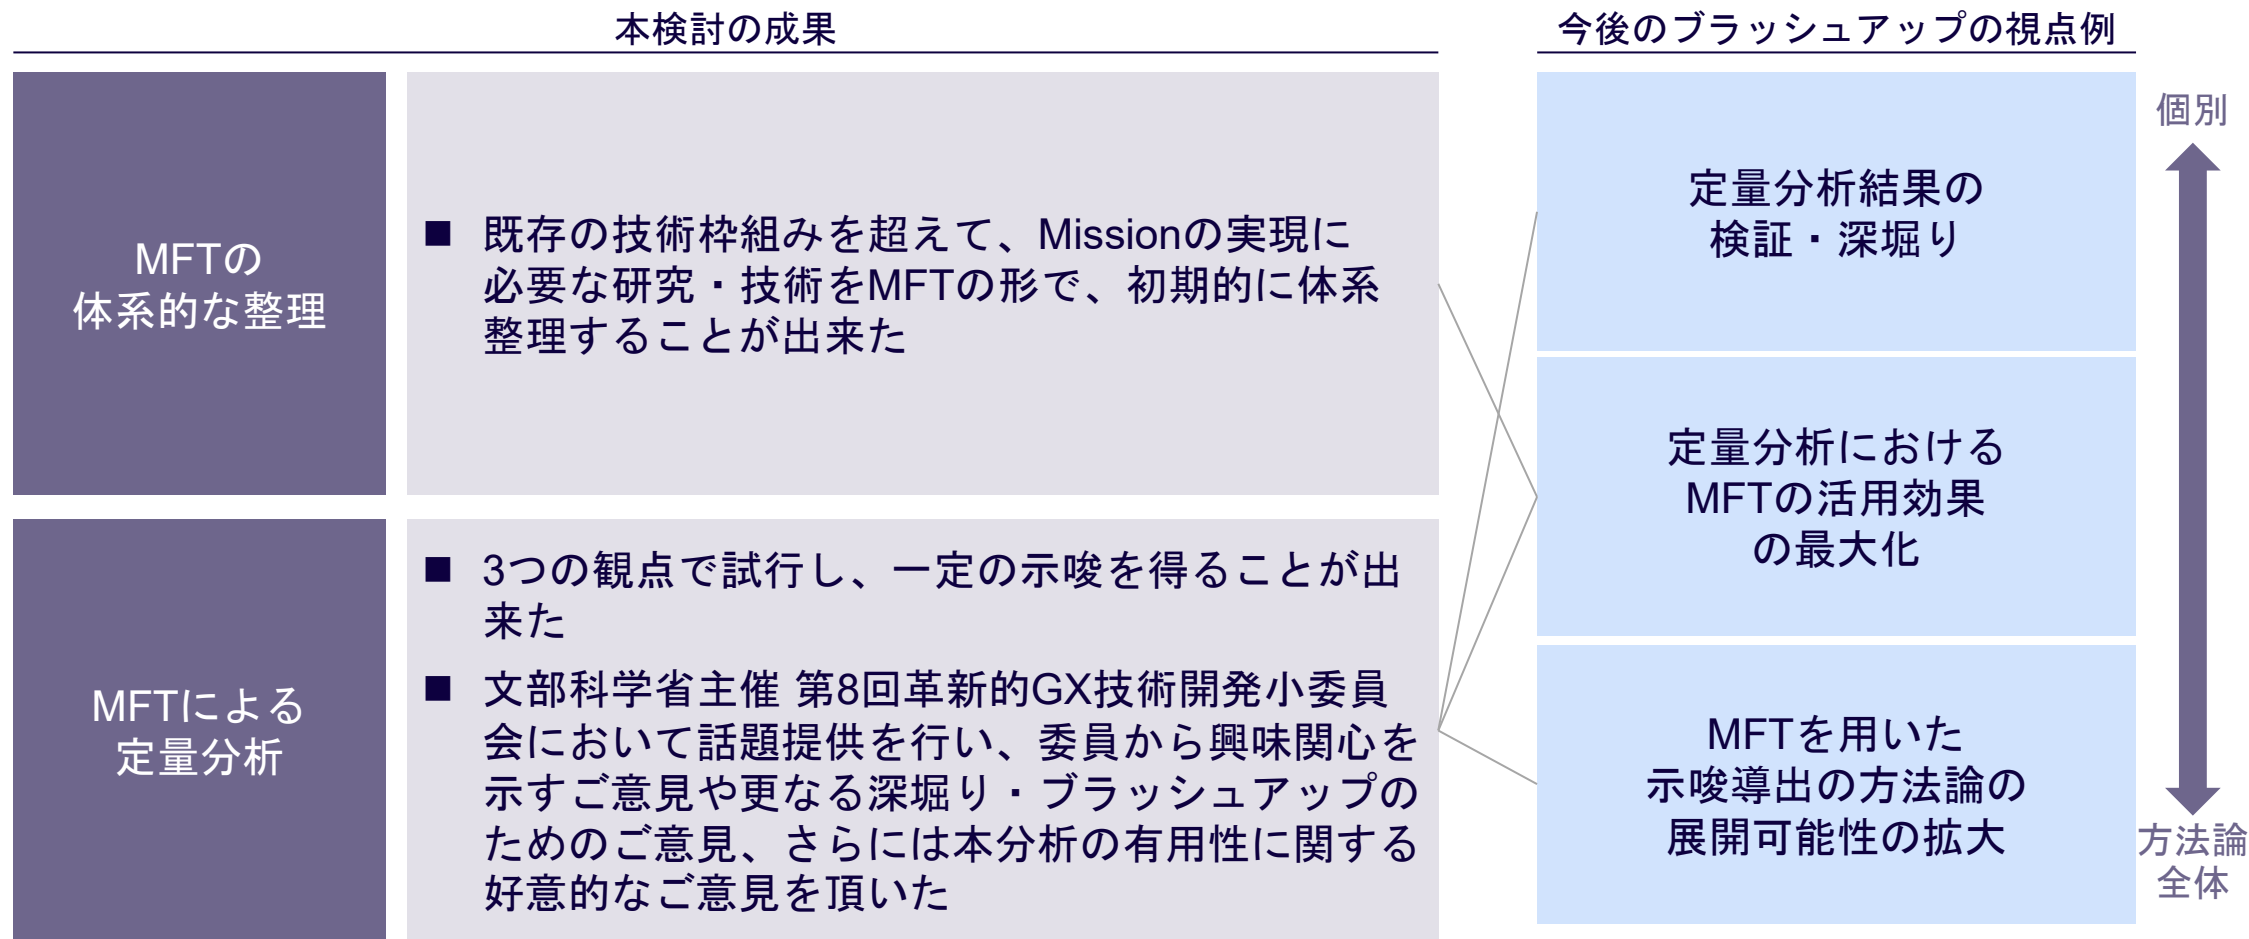 本検討の成果
今後のブラッシュアップの視点例
MFTの
体系的な整理
■ 既存の技術枠組みを超えて、Missionの実現に
必要な研究・技術をMFTの形で、初期的に体系
整理することが出来た
MFTによる
定量分析
■ 3つの観点で試行し、一定の示唆を得ることが出
来た
■ 文部科学省主催 第8回革新的GX技術開発小委員
会において話題提供を行い、委員から興味関心を
示すご意見や更なる深堀り・ブラッシュアップの
ためのご意見、さらには本分析の有用性に関する
好意的なご意見を頂いた
定量分析結果の
検証・深堀り
定量分析における
MFTの活用効果
の最大化
MFTを用いた
示唆導出の方法論の
展開可能性の拡大
個別
方法論
全体